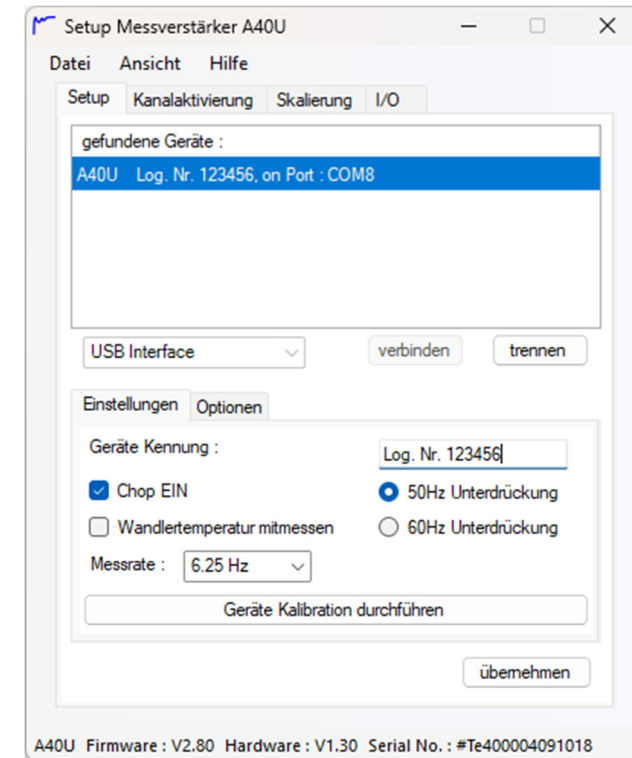 Setup Messverstärker A40U
Datei Ansicht Hilfe
Setup Kanalaktivierung Skalierung I/O
gefundene Geräte :
A40U Log. Nr. 123456, on Port : COM8
USB Interface verbinden trennen
Einstellungen Optionen
Geräte Kennung : Log. Nr. 123456
Chop EIN 50Hz Unterdrückung
Wandlertemperatur mitmessen 60Hz Unterdrückung
Messrate : 6.25 Hz
Geräte Kalibration durchführen
übernehmen
A40U Firmware : V2.80 Hardware : V1.30 Serial No. : #Te400004091018